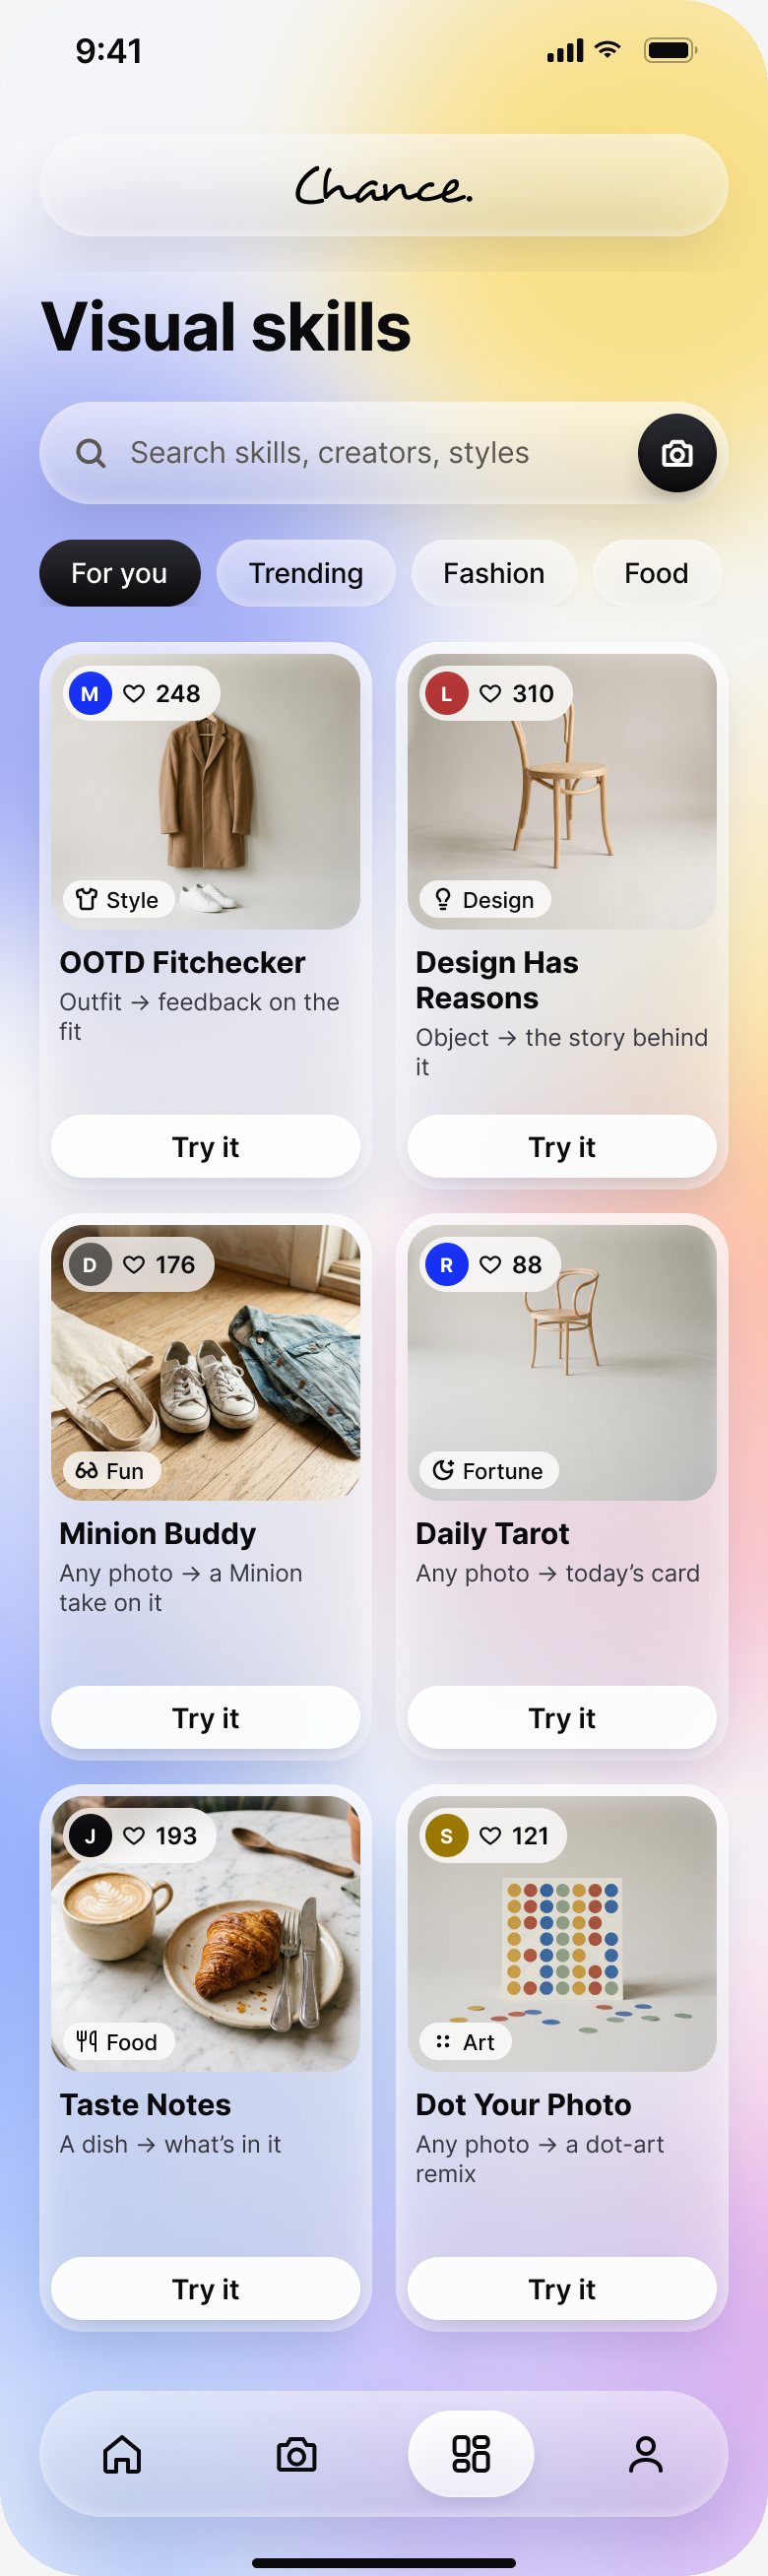 9:41
Chance.
Visual skills
Search skills, creators, styles
For you
Trending
Fashion
Food
M 248
Style
OOTD Fitchecker
Outfit → feedback on the
fit
Try it
L 310
Design
Design Has
Reasons
Object → the story behind
it
Try it
D 176
Fun
Minion Buddy
Any photo → a Minion
take on it
Try it
R 88
Fortune
Daily Tarot
Any photo → today’s card
Try it
J 193
Food
Taste Notes
A dish → what’s in it
Try it
S 121
Art
Dot Your Photo
Any photo → a dot-art
remix
Try it